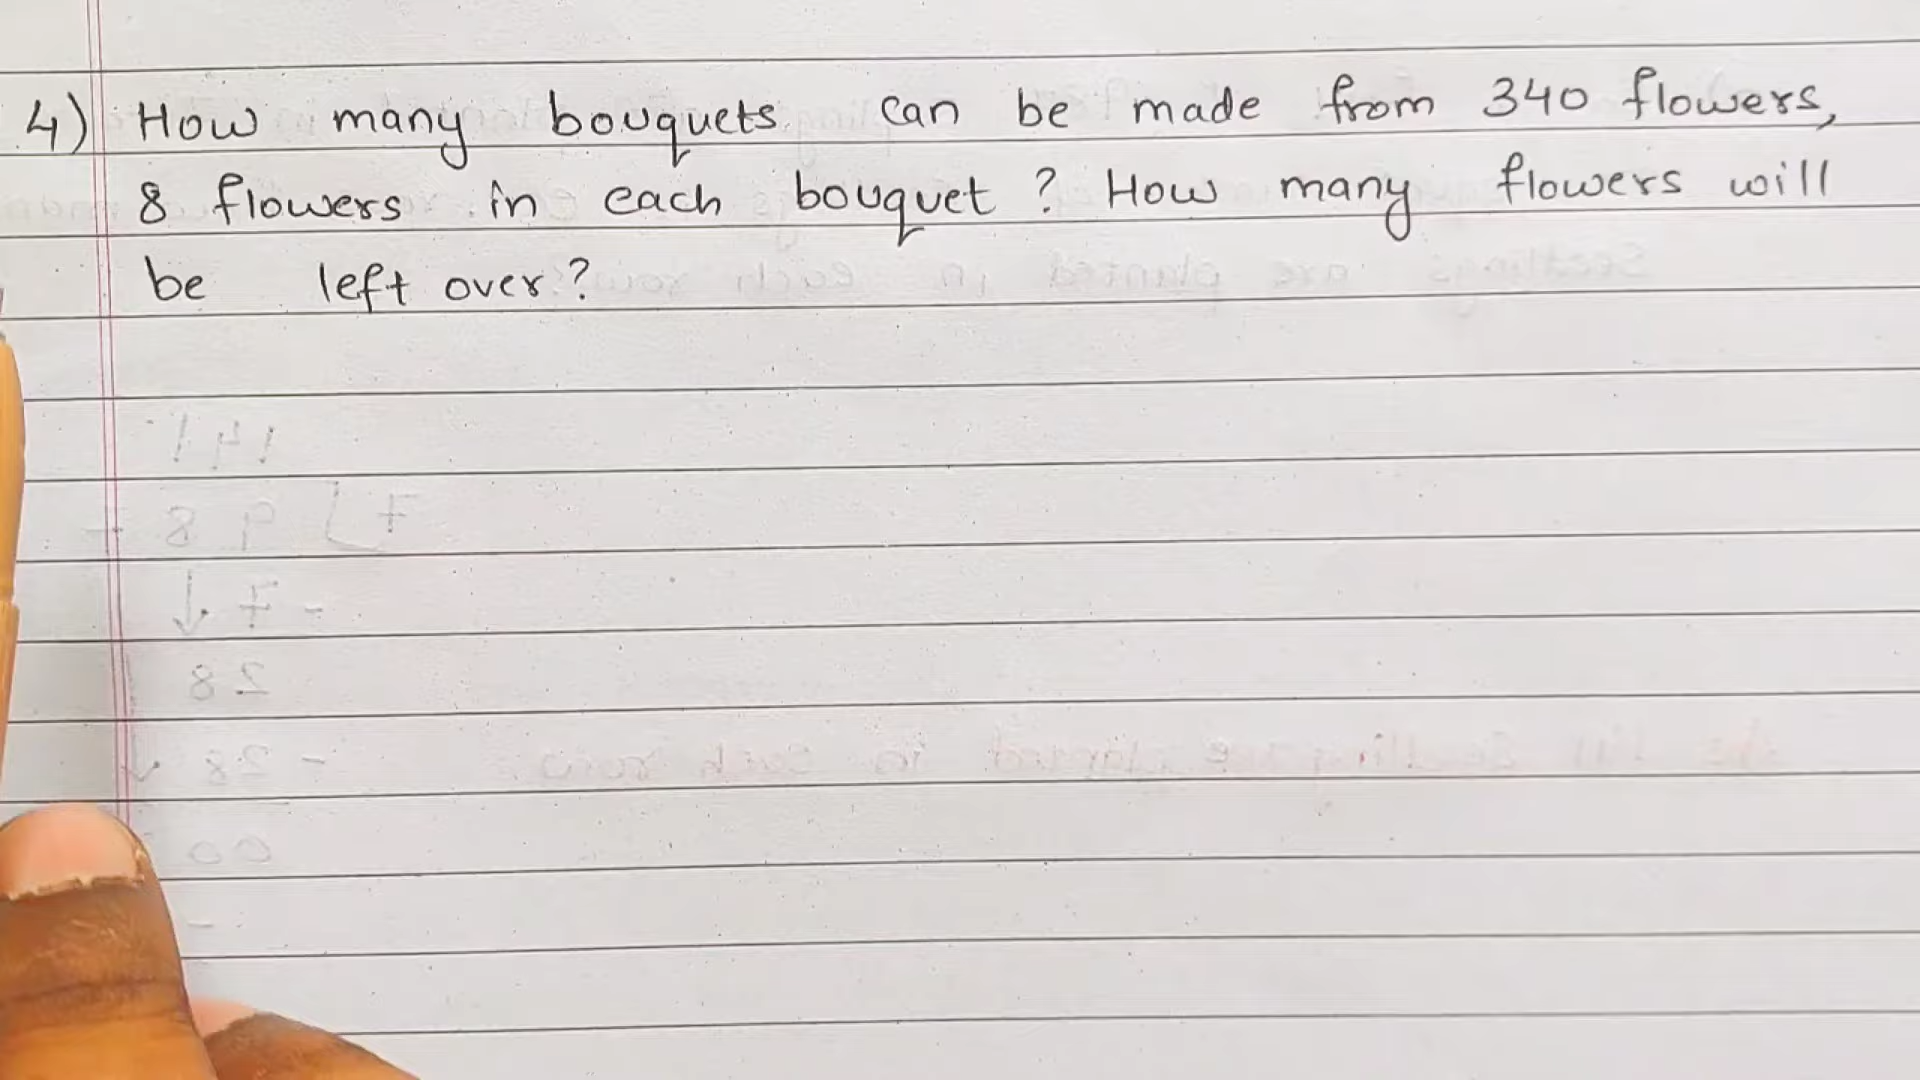 4) How many bouquets can be made from 340 flowers,
8 flowers in each bouquet ? How many flowers will
be left over ?